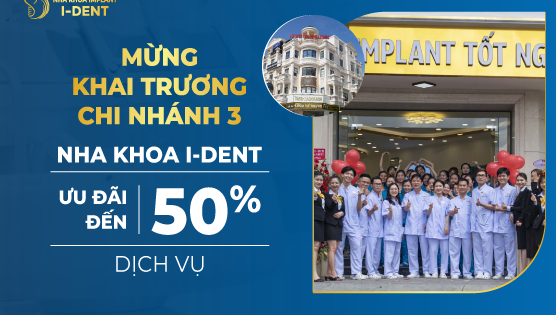 NHA KHOA IMPLANT
I-DENT
MỪNG
KHAI TRƯƠNG
CHI NHÁNH 3
NHA KHOA I-DENT
ƯU ĐÃI
ĐẾN
50%
DỊCH VỤ
IMPLANT TỐT NG